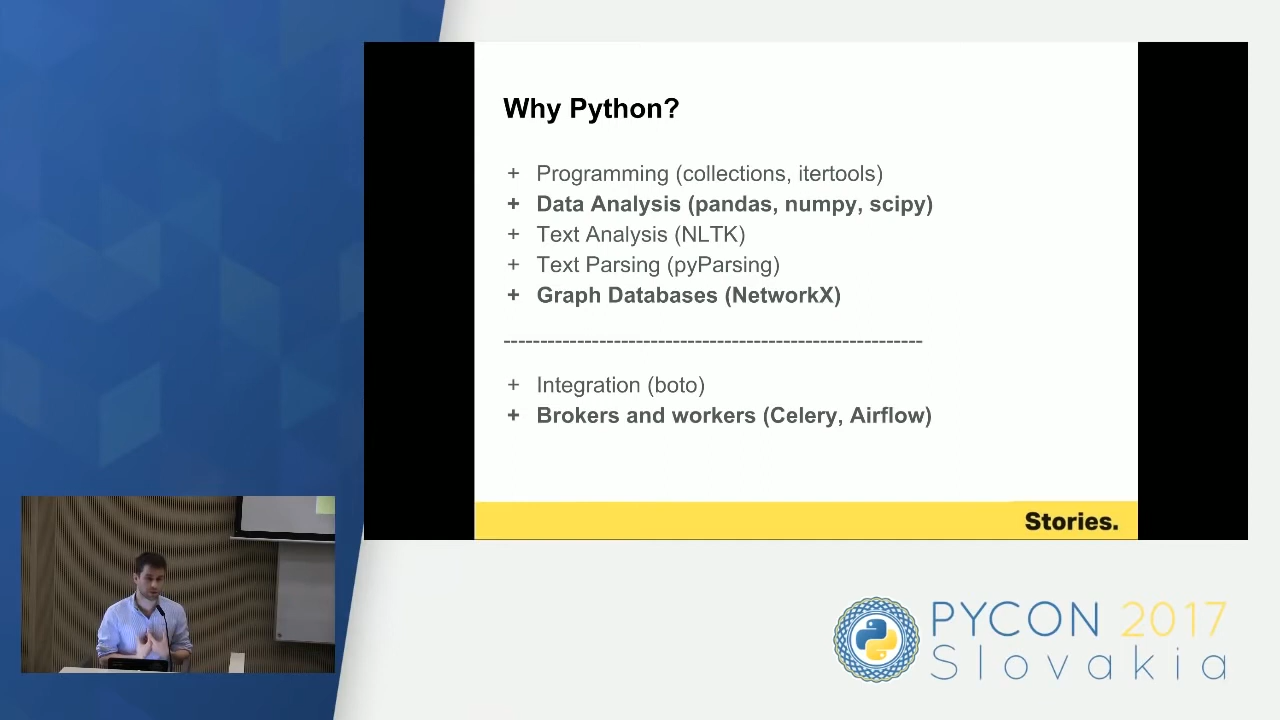 Why Python?
+ Programming (collections, itertools)
+ Data Analysis (pandas, numpy, scipy)
+ Text Analysis (NLTK)
+ Text Parsing (pyParsing)
+ Graph Databases (NetworkX)
---------------------------------------------------------
+ Integration (boto)
+ Brokers and workers (Celery, Airflow)
Stories.
PYCON 2017
Slovakia